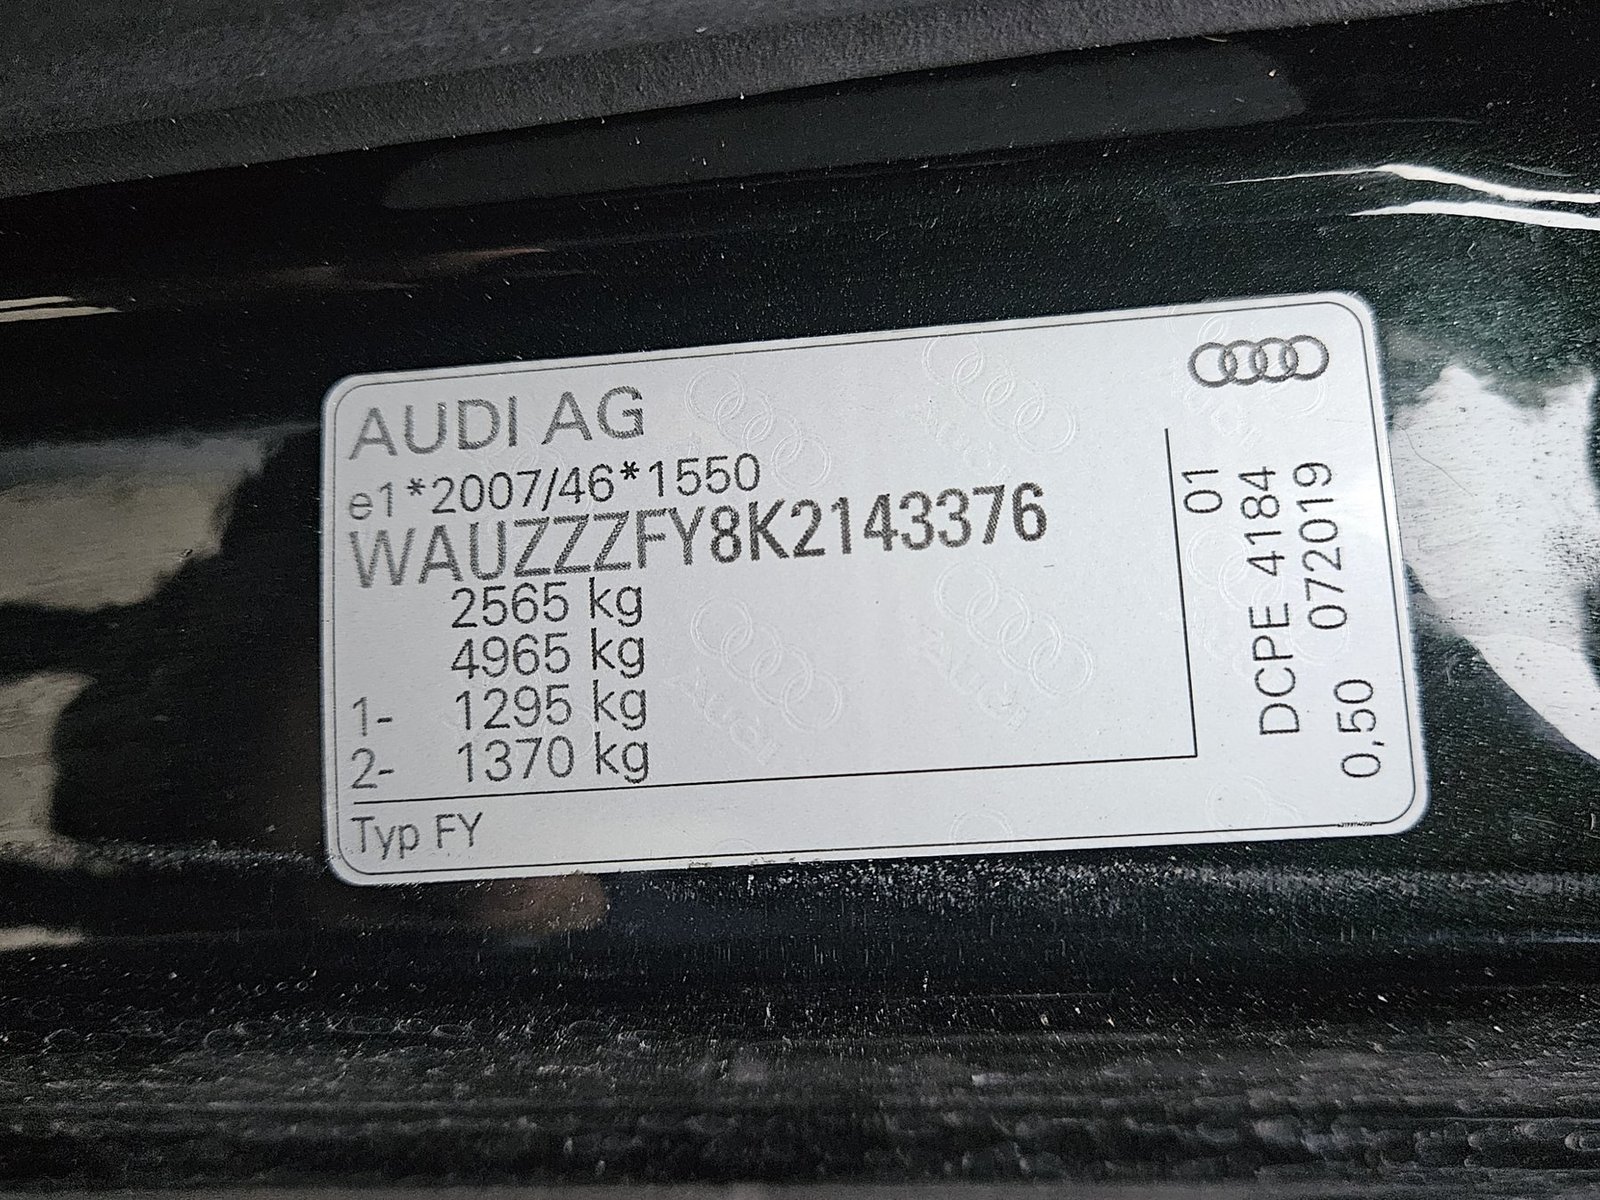 AUDI AG
e1*2007/46*1550
WAUZZZFY8K2143376
2565 kg
4965 kg
1- 1295 kg
2- 1370 kg
Typ FY
01
DCPE 4184
0,50 072019